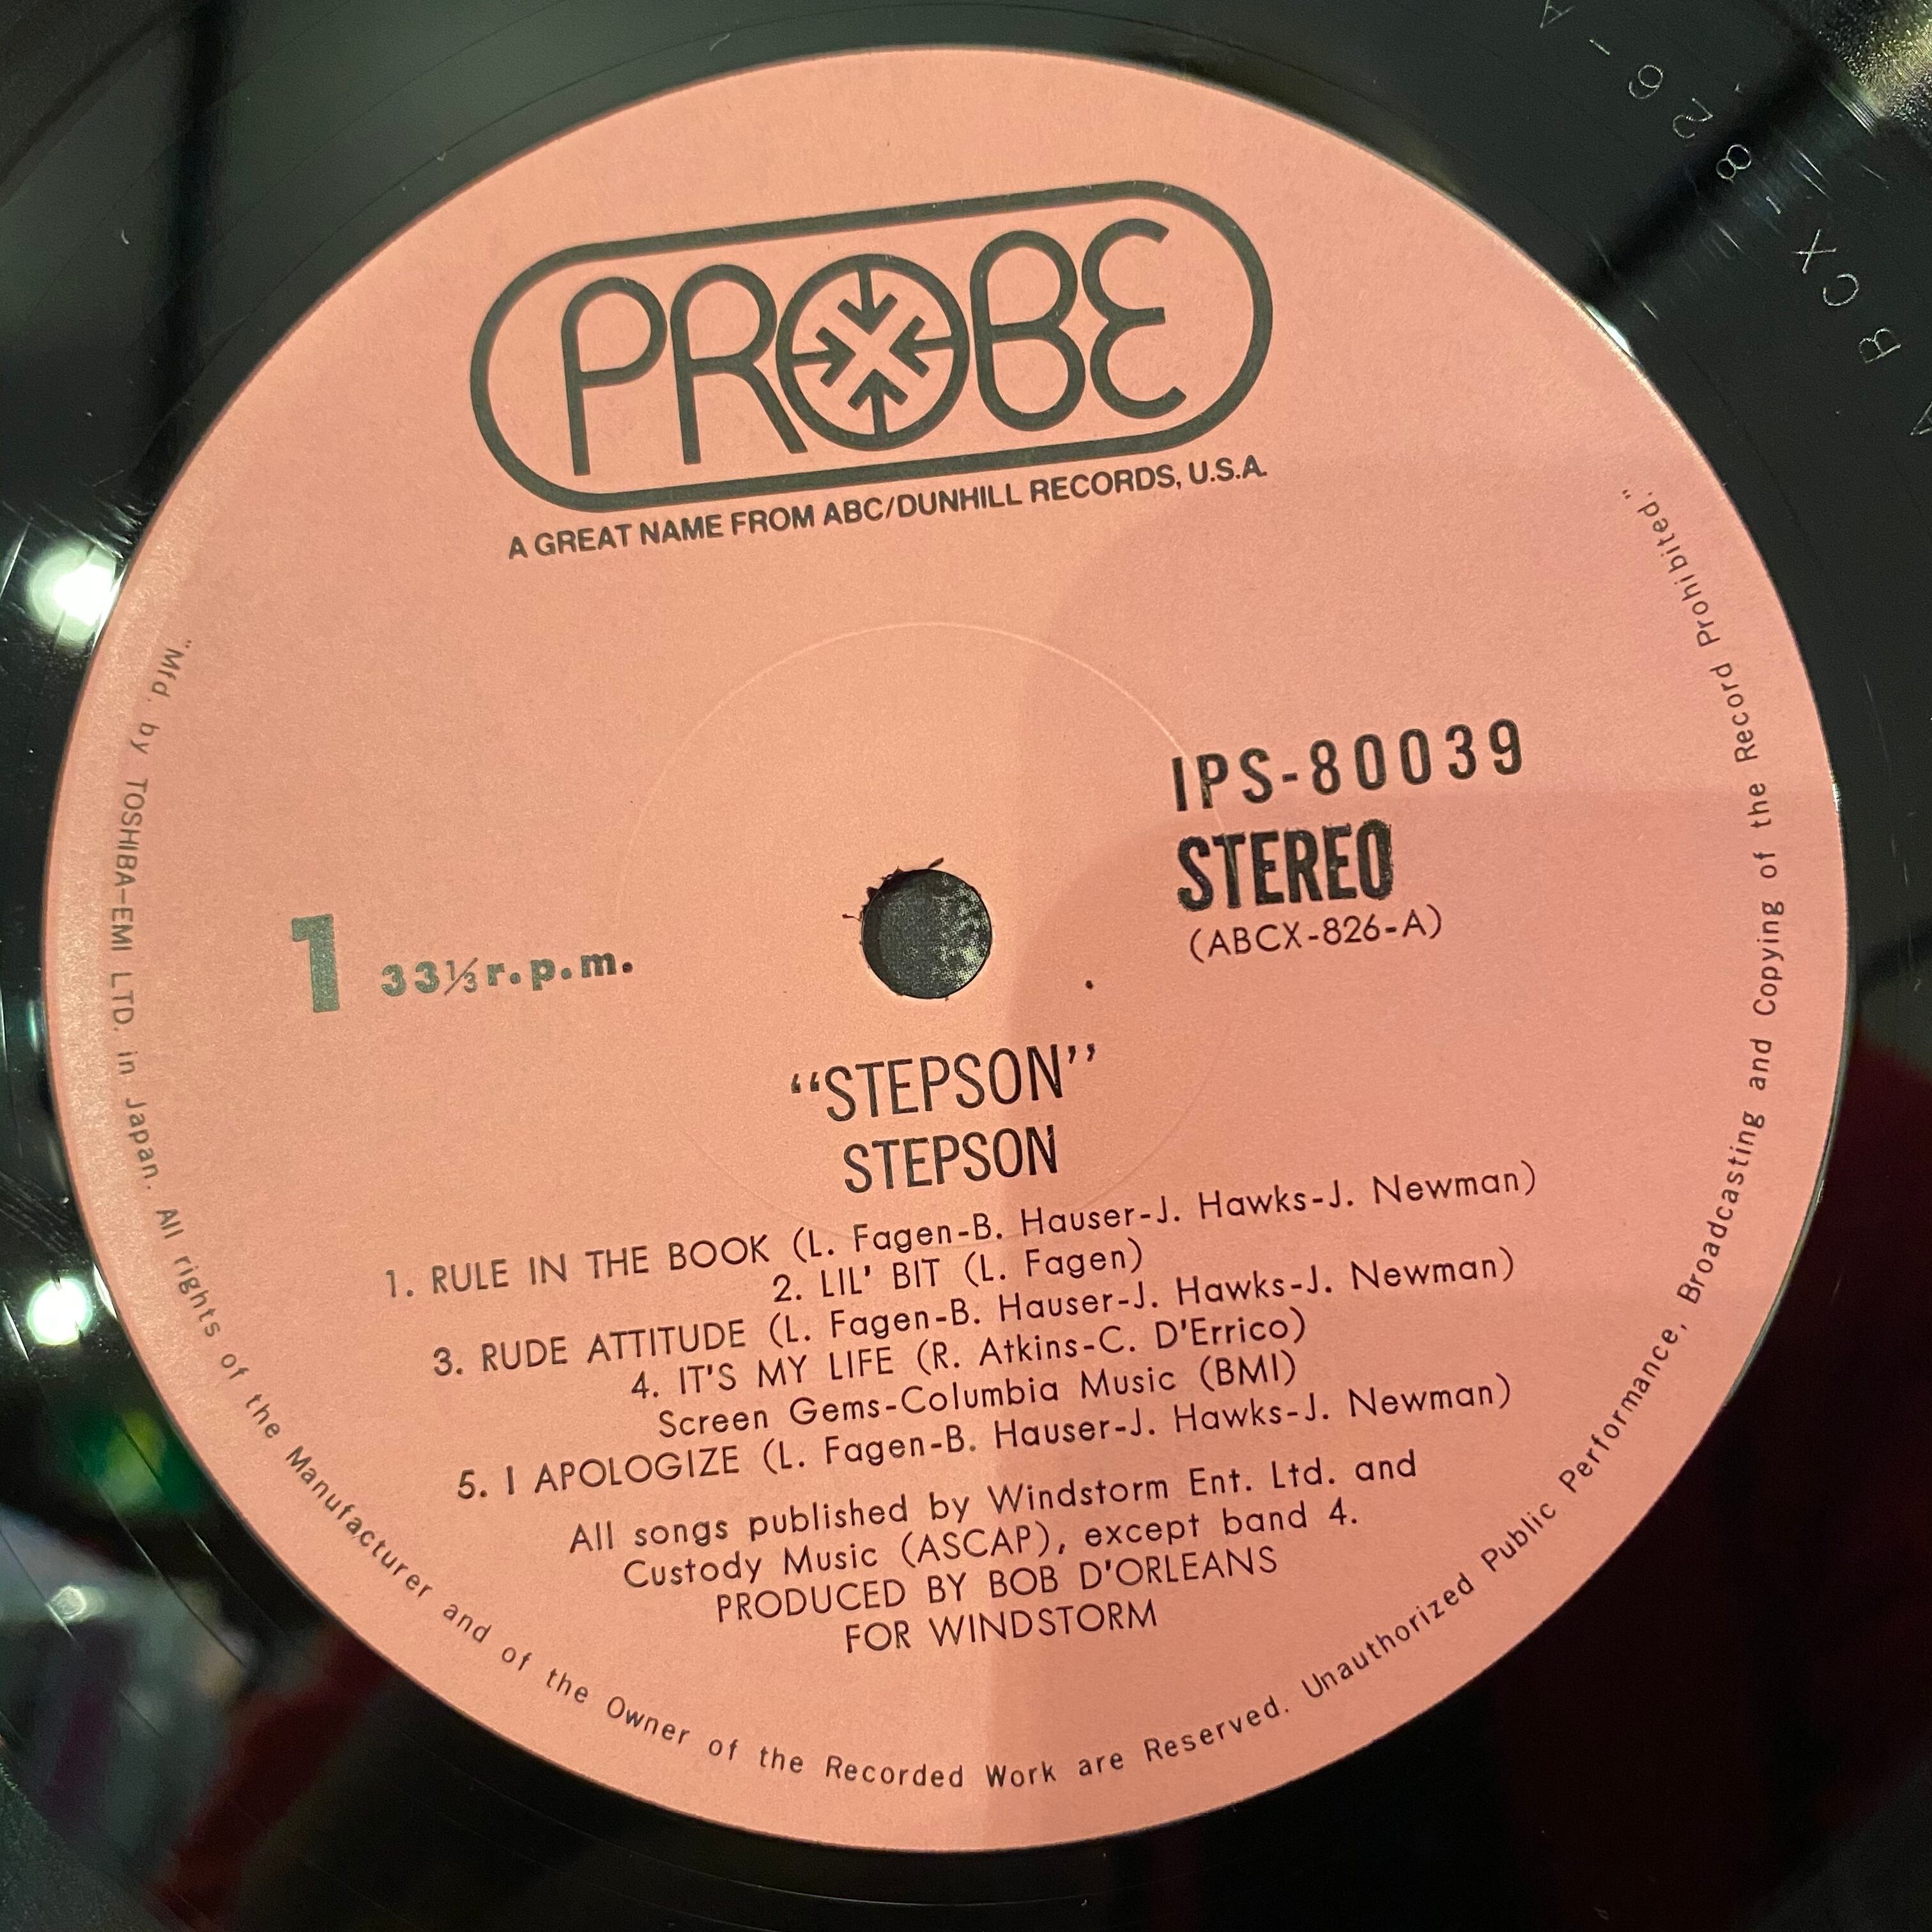 PROBE
A GREAT NAME FROM ABC/DUNHILL RECORDS, U.S.A.
IPS-80039
STEREO
(ABCX-826-A)
1 33⅓ r.p.m.
“STEPSON”
STEPSON
1. RULE IN THE BOOK (L. Fagen-B. Hauser-J. Hawks-J. Newman)
2. LIL' BIT (L. Fagen)
3. RUDE ATTITUDE (L. Fagen-B. Hauser-J. Hawks-J. Newman)
4. IT'S MY LIFE (R. Atkins-C. D'Errico)
Screen Gems-Columbia Music (BMI)
5. I APOLOGIZE (L. Fagen-B. Hauser-J. Hawks-J. Newman)
All songs published by Windstorm Ent. Ltd. and
Custody Music (ASCAP), except band 4.
PRODUCED BY BOB D'ORLEANS
FOR WINDSTORM
"Mfd. by TOSHIBA-EMI LTD. in Japan. All rights of the Manufacturer and of the Owner of the Recorded Work are Reserved. Unauthorized Public Performance, Broadcasting and Copying of the Record Prohibited."
ABCX-826-A